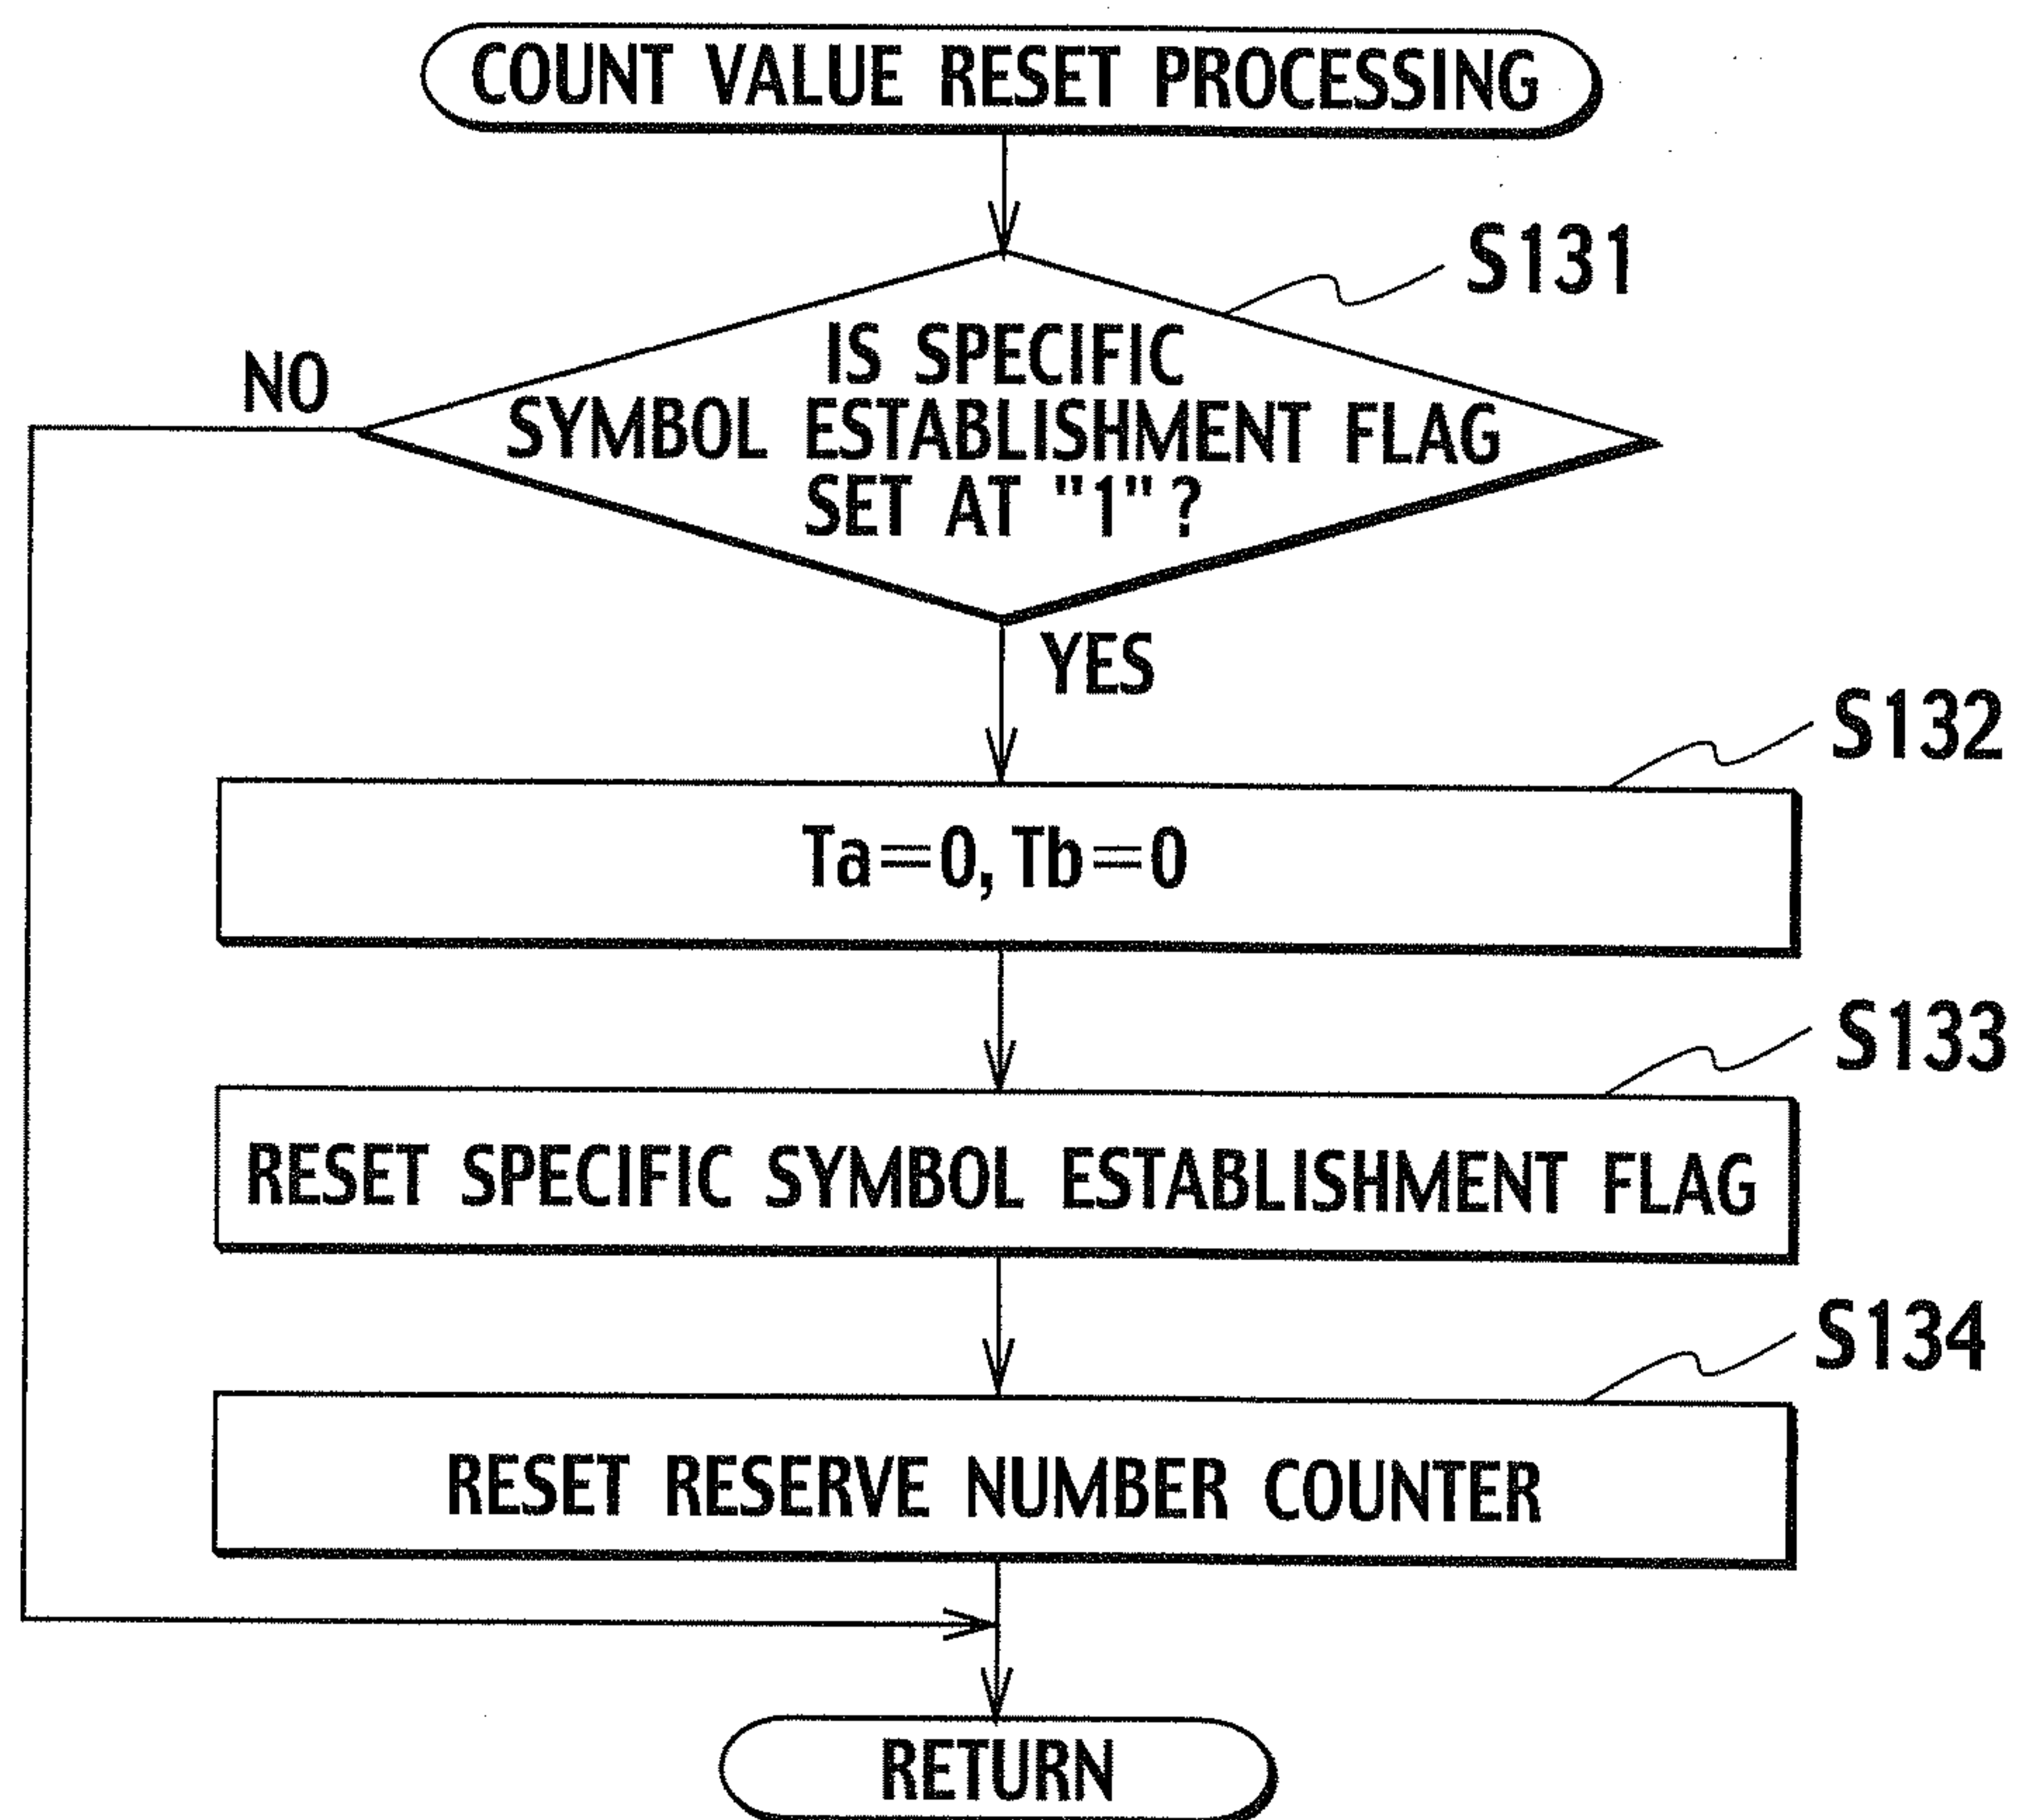 COUNT VALUE RESET PROCESSING
S131
IS SPECIFIC
NO
SYMBOL ESTABLISHMENT FLAG
SET AT "1"?
YES
S132
Ta=0, Tb=0
S133
RESET SPECIFIC SYMBOL ESTABLISHMENT FLAG
S134
RESET RESERVE NUMBER COUNTER
RETURN